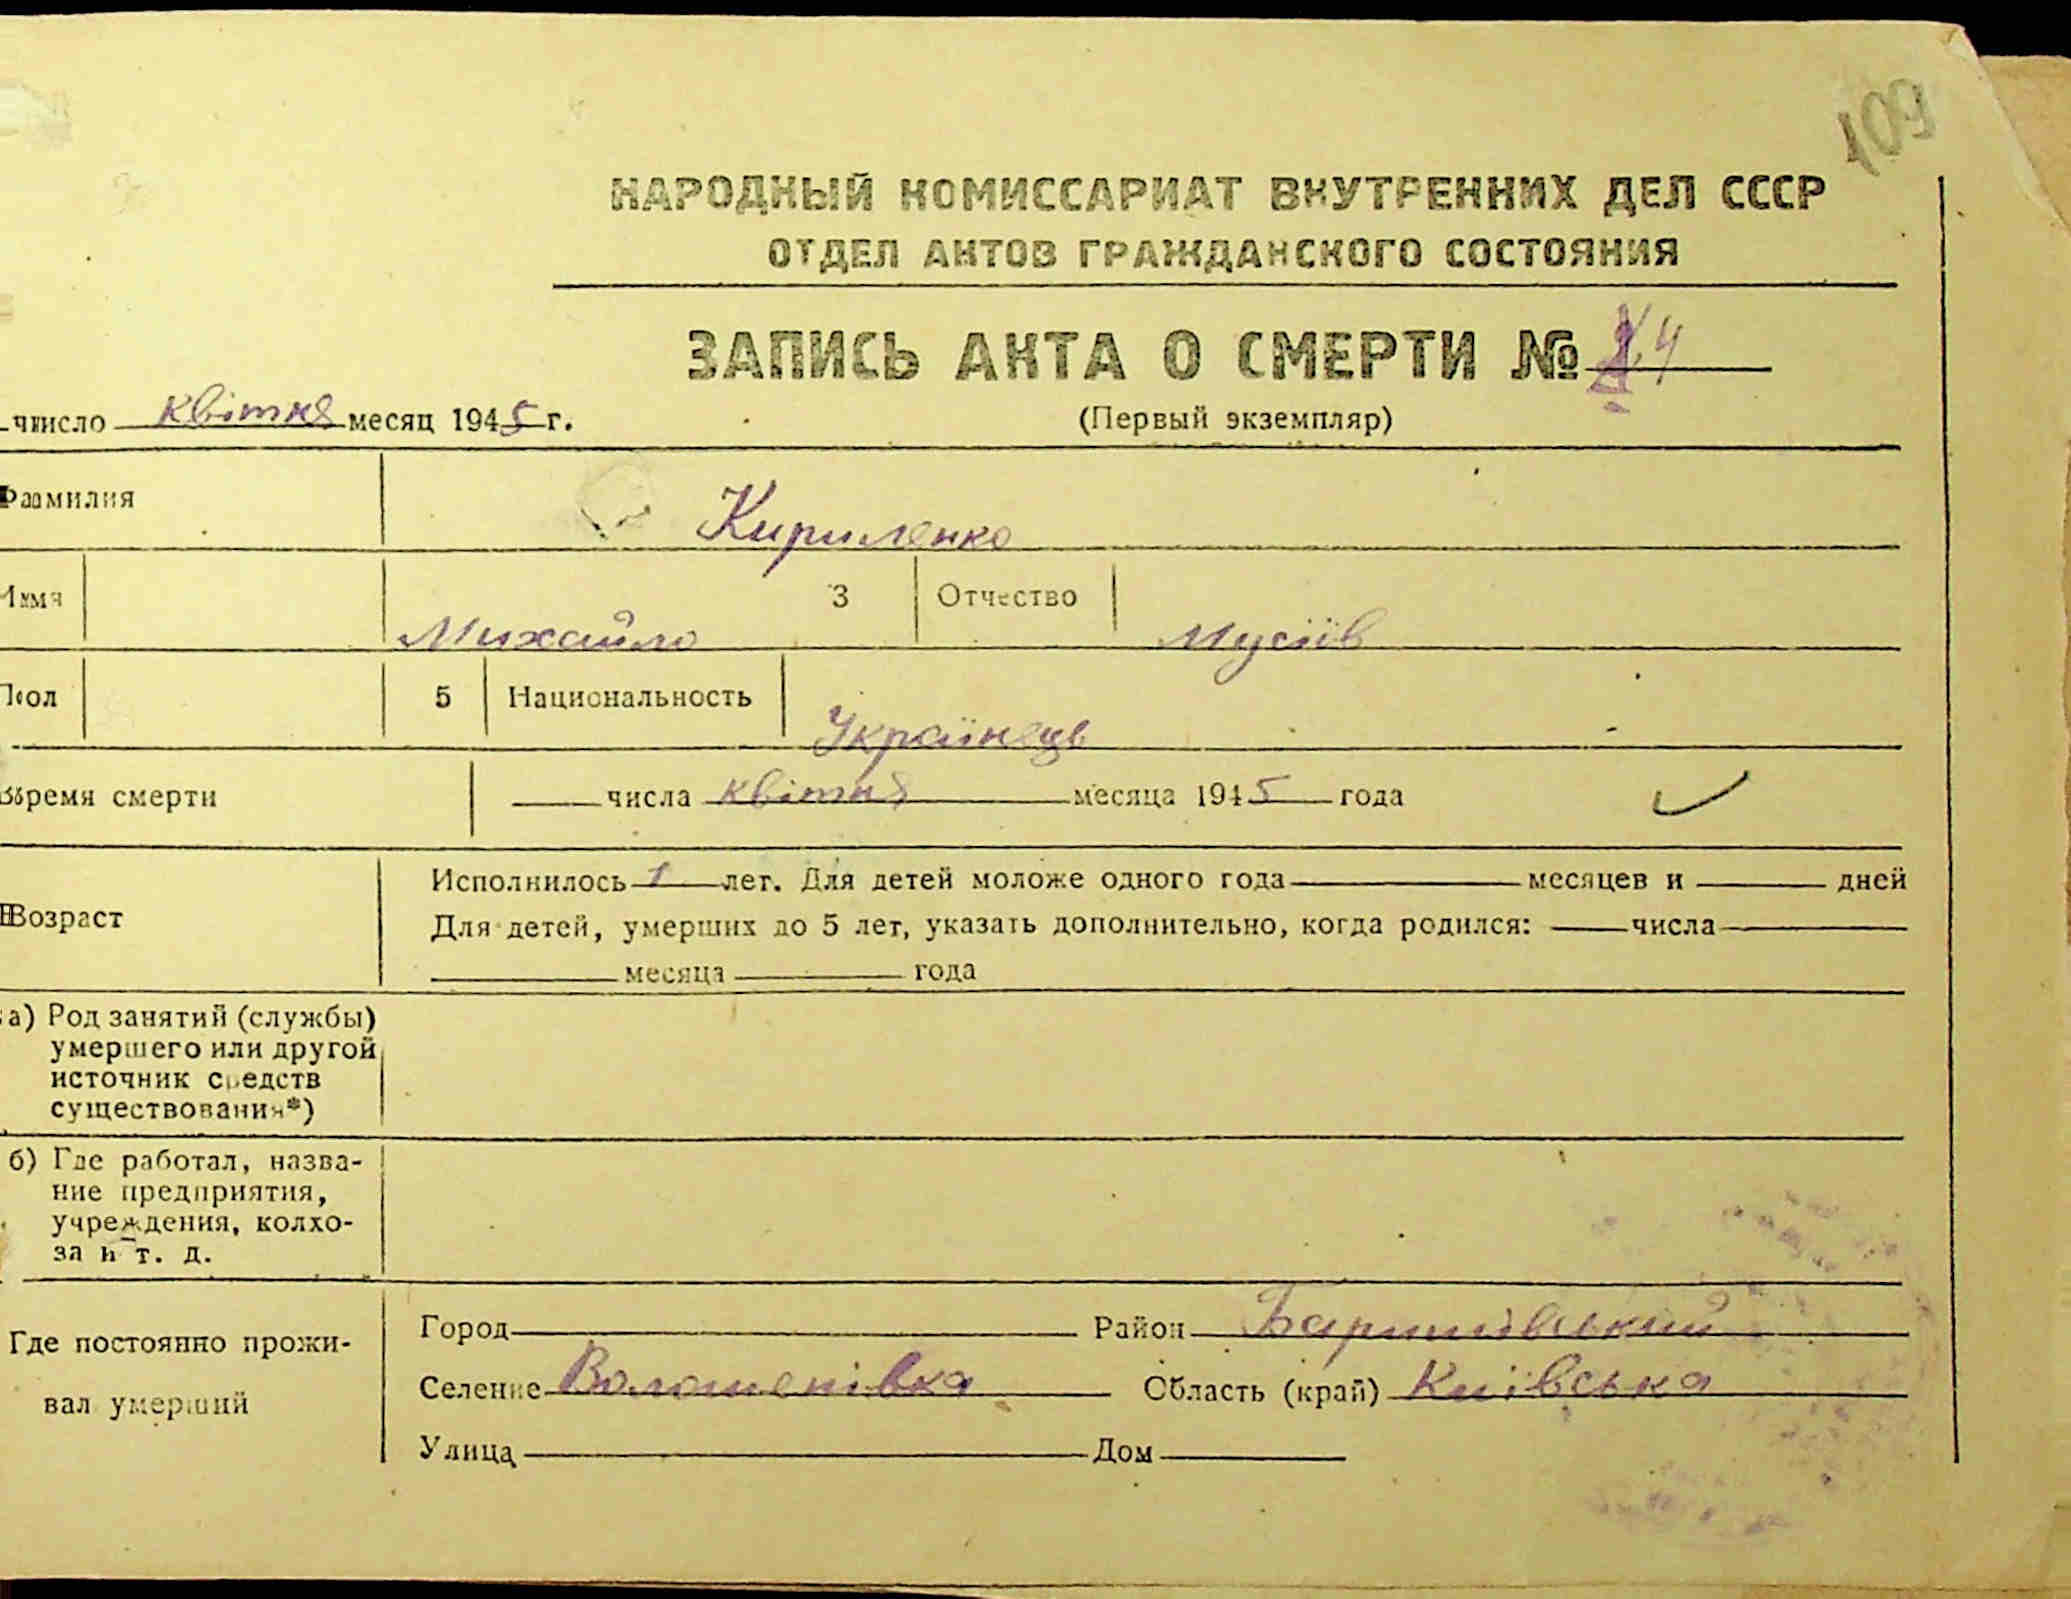 109
НАРОДНЫЙ КОМИССАРИАТ ВНУТРЕННИХ ДЕЛ СССР
ОТДЕЛ АКТОВ ГРАЖДАНСКОГО СОСТОЯНИЯ
ЗАПИСЬ АКТА О СМЕРТИ № 14
число квітня месяц 1945 г.
(Первый экземпляр)
Фамилия Кириленко
Имя Михайло 3 Отчество Мусіїв
Пол 5 Национальность Українець
Время смерти числа квітня месяца 1945 года
Возраст
Исполнилось 1 лет. Для детей моложе одного года месяцев и дней
Для детей, умерших до 5 лет, указать дополнительно, когда родился: числа
месяца года
а) Род занятий (службы)
умершего или другой
источник средств
существования*)
б) Где работал, назва-
ние предприятия,
учреждения, колхо-
за и т. д.
Где постоянно прожи-
вал умерший
Город Район Баришівський
Селение Волошенівка Область (край) Київська
Улица Дом